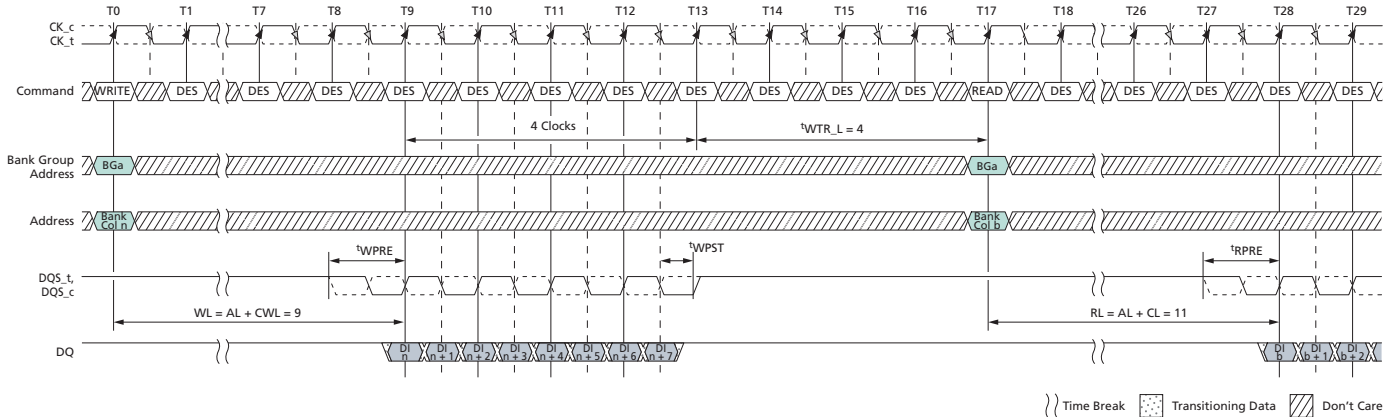 T0 T1 T7 T8 T9 T10 T11 T12 T13 T14 T15 T16 T17 T18 T26 T27 T28 T29
CK_c
CK_t
Command WRITE DES DES DES DES DES DES DES DES DES DES DES READ DES DES DES DES DES
4 Clocks tWTR_L = 4
Bank Group
Address BGa BGa
Address Bank
Col n Bank
Col b
tWPRE tWPST tRPRE
DQS_t,
DQS_c
WL = AL + CWL = 9 RL = AL + CL = 11
DQ DI
n DI
n + 1 DI
n + 2 DI
n + 3 DI
n + 4 DI
n + 5 DI
n + 6 DI
n + 7 DI
b DI
b + 1 DI
b + 2
Time Break Transitioning Data Don't Care